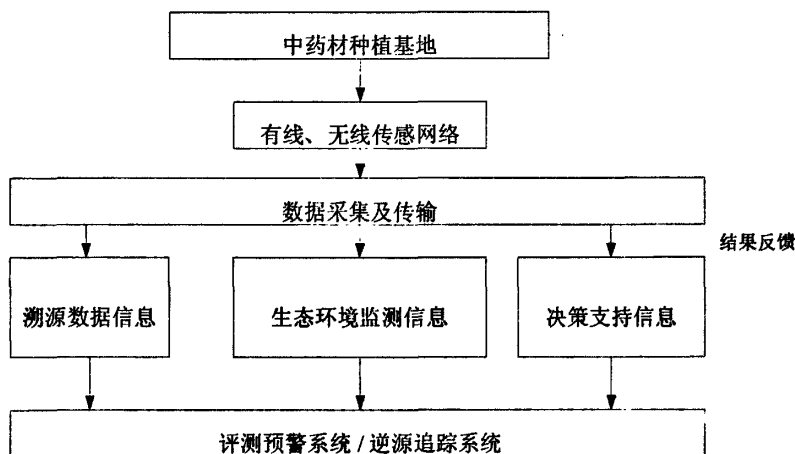 中药材种植基地
有线、无线传感网络
数据采集及传输
结果反馈
溯源数据信息
生态环境监测信息
决策支持信息
评测预警系统/逆源追踪系统